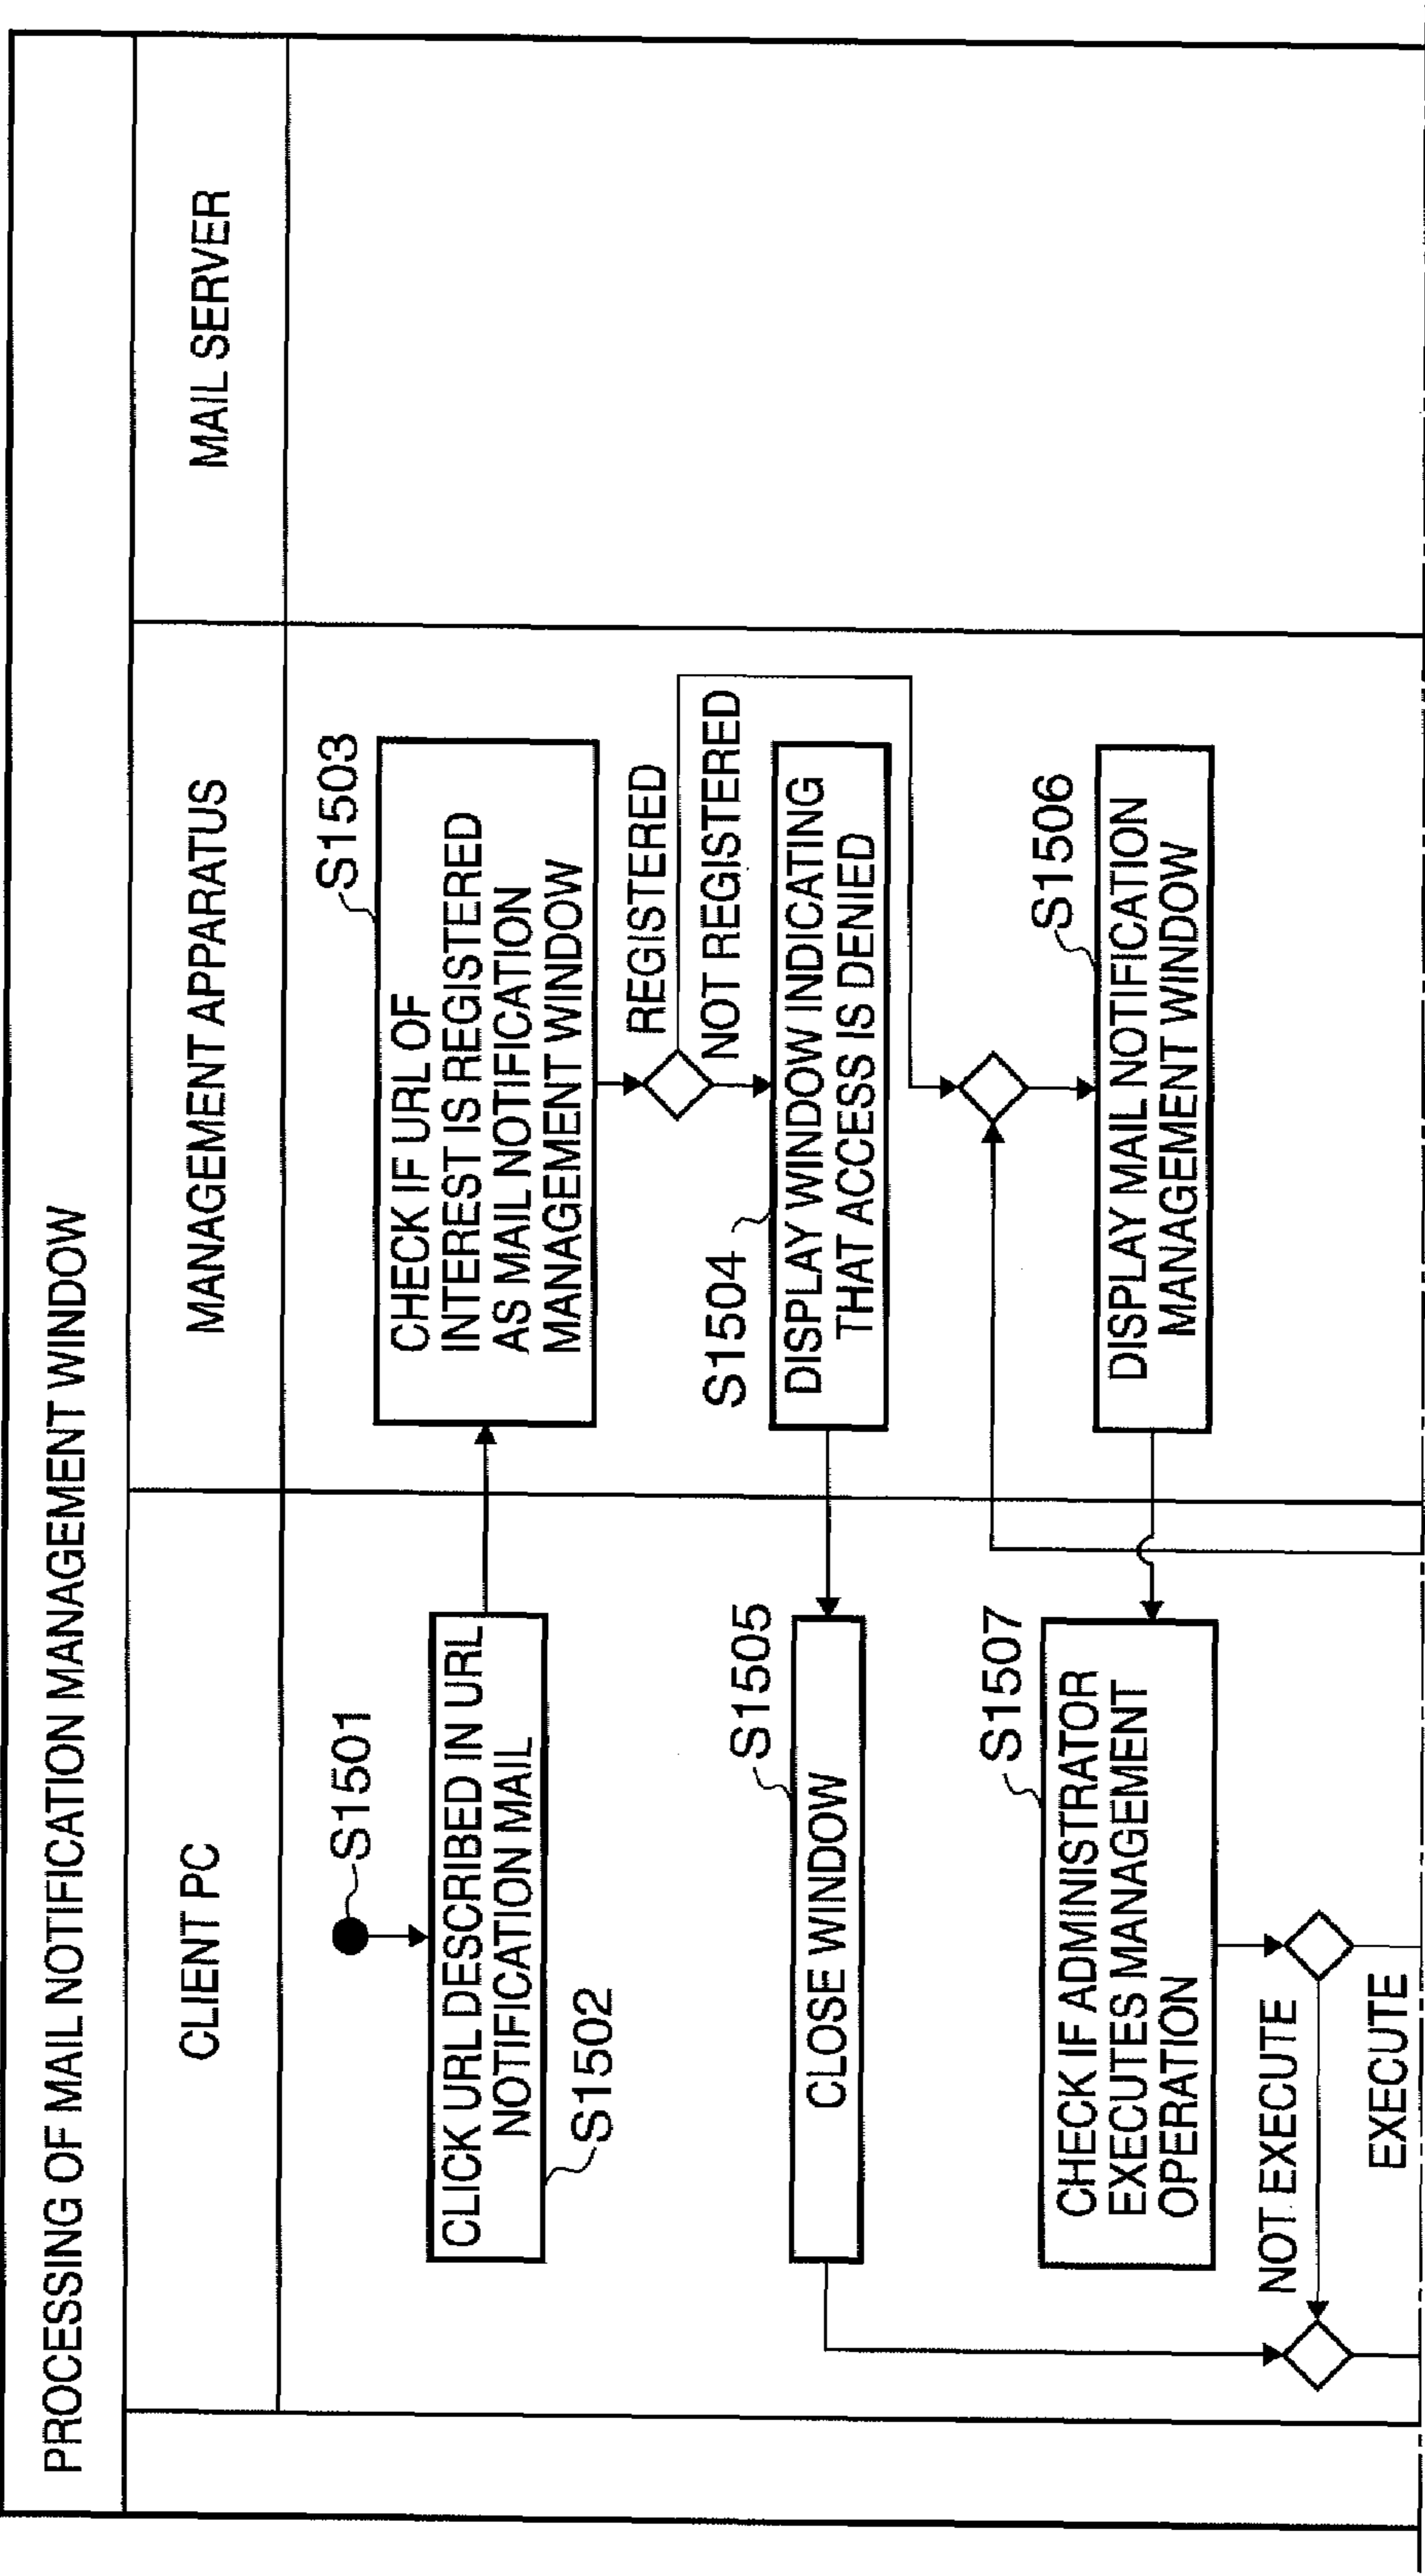 PROCESSING OF MAIL NOTIFICATION MANAGEMENT WINDOW
CLIENT PC
MANAGEMENT APPARATUS
MAIL SERVER
S1501
CLICK URL DESCRIBED IN URL
NOTIFICATION MAIL
S1502
S1503
CHECK IF URL OF
INTEREST IS REGISTERED
AS MAIL NOTIFICATION
MANAGEMENT WINDOW
REGISTERED
NOT REGISTERED
S1504
DISPLAY WINDOW INDICATING
THAT ACCESS IS DENIED
S1505
CLOSE WINDOW
S1506
DISPLAY MAIL NOTIFICATION
MANAGEMENT WINDOW
S1507
CHECK IF ADMINISTRATOR
EXECUTES MANAGEMENT
OPERATION
NOT EXECUTE
EXECUTE